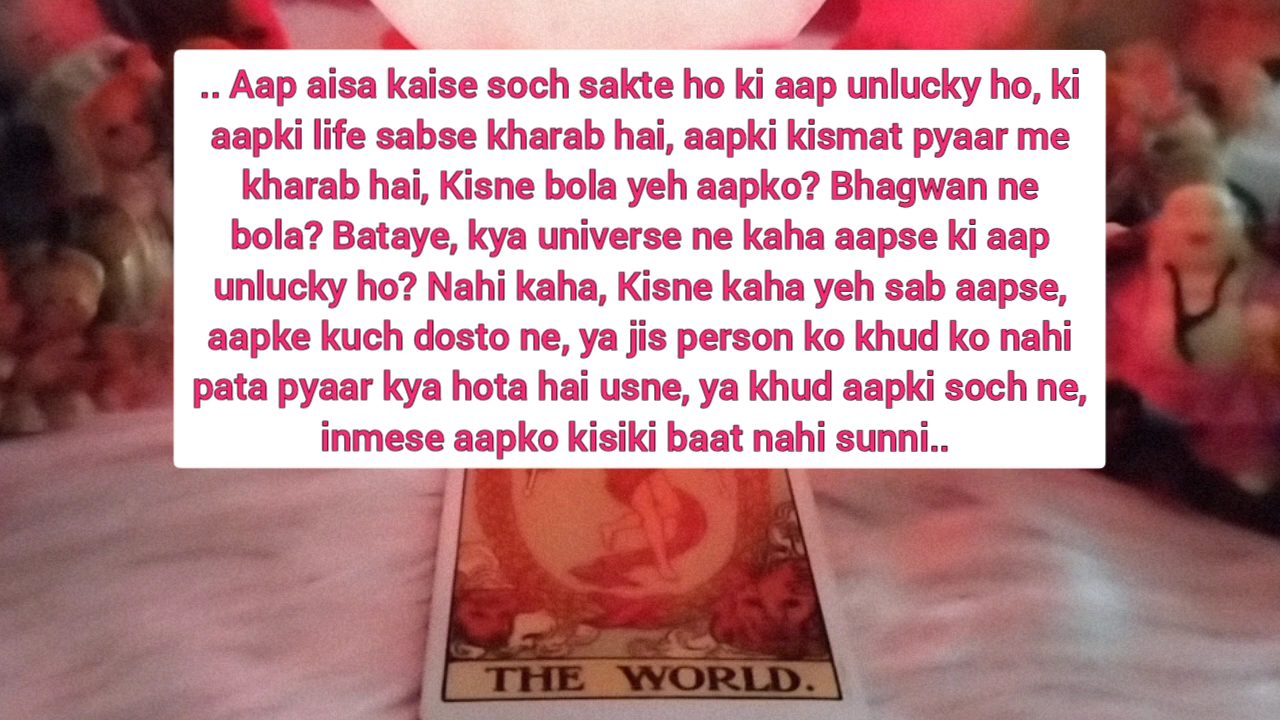 .. Aap aisa kaise soch sakte ho ki aap unlucky ho, ki
aapki life sabse kharab hai, aapki kismat pyaar me
kharab hai, Kisne bola yeh aapko? Bhagwan ne
bola? Bataye, kya universe ne kaha aapse ki aap
unlucky ho? Nahi kaha, Kisne kaha yeh sab aapse,
aapke kuch dosto ne, ya jis person ko khud ko nahi
pata pyaar kya hota hai usne, ya khud aapki soch ne,
inmese aapko kisiki baat nahi sunni..
THE WORLD.